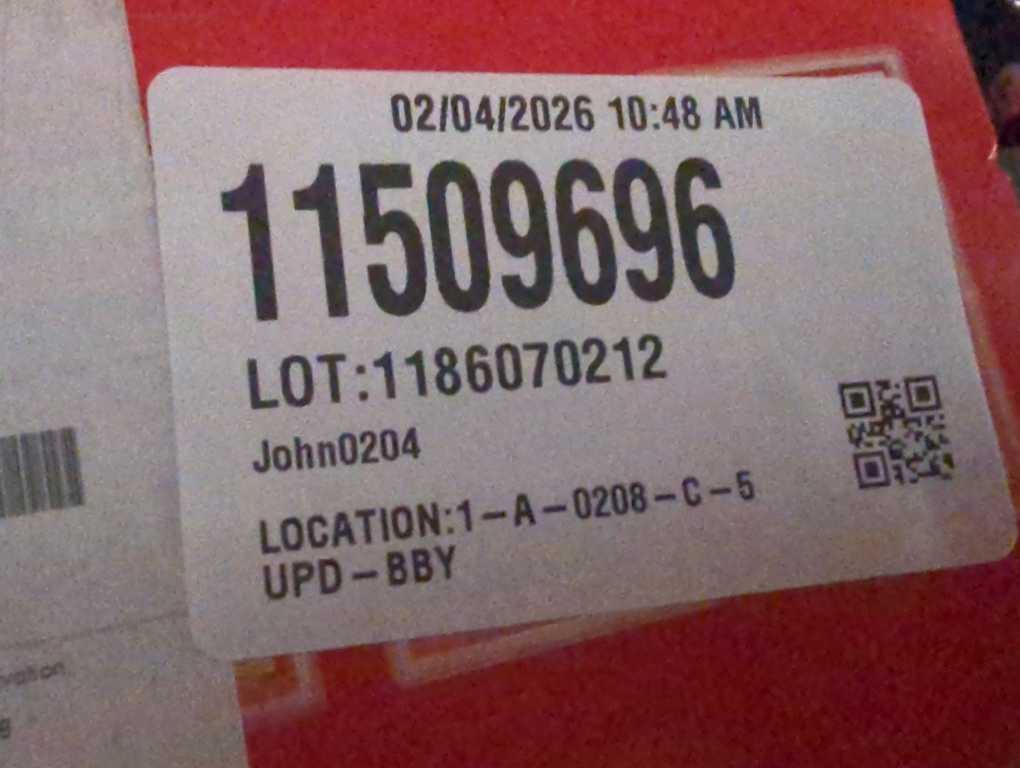 02/04/2026 10:48 AM
11509696
LOT:1186070212
John0204
LOCATION:1-A-0208-C-5
UPD-BBY